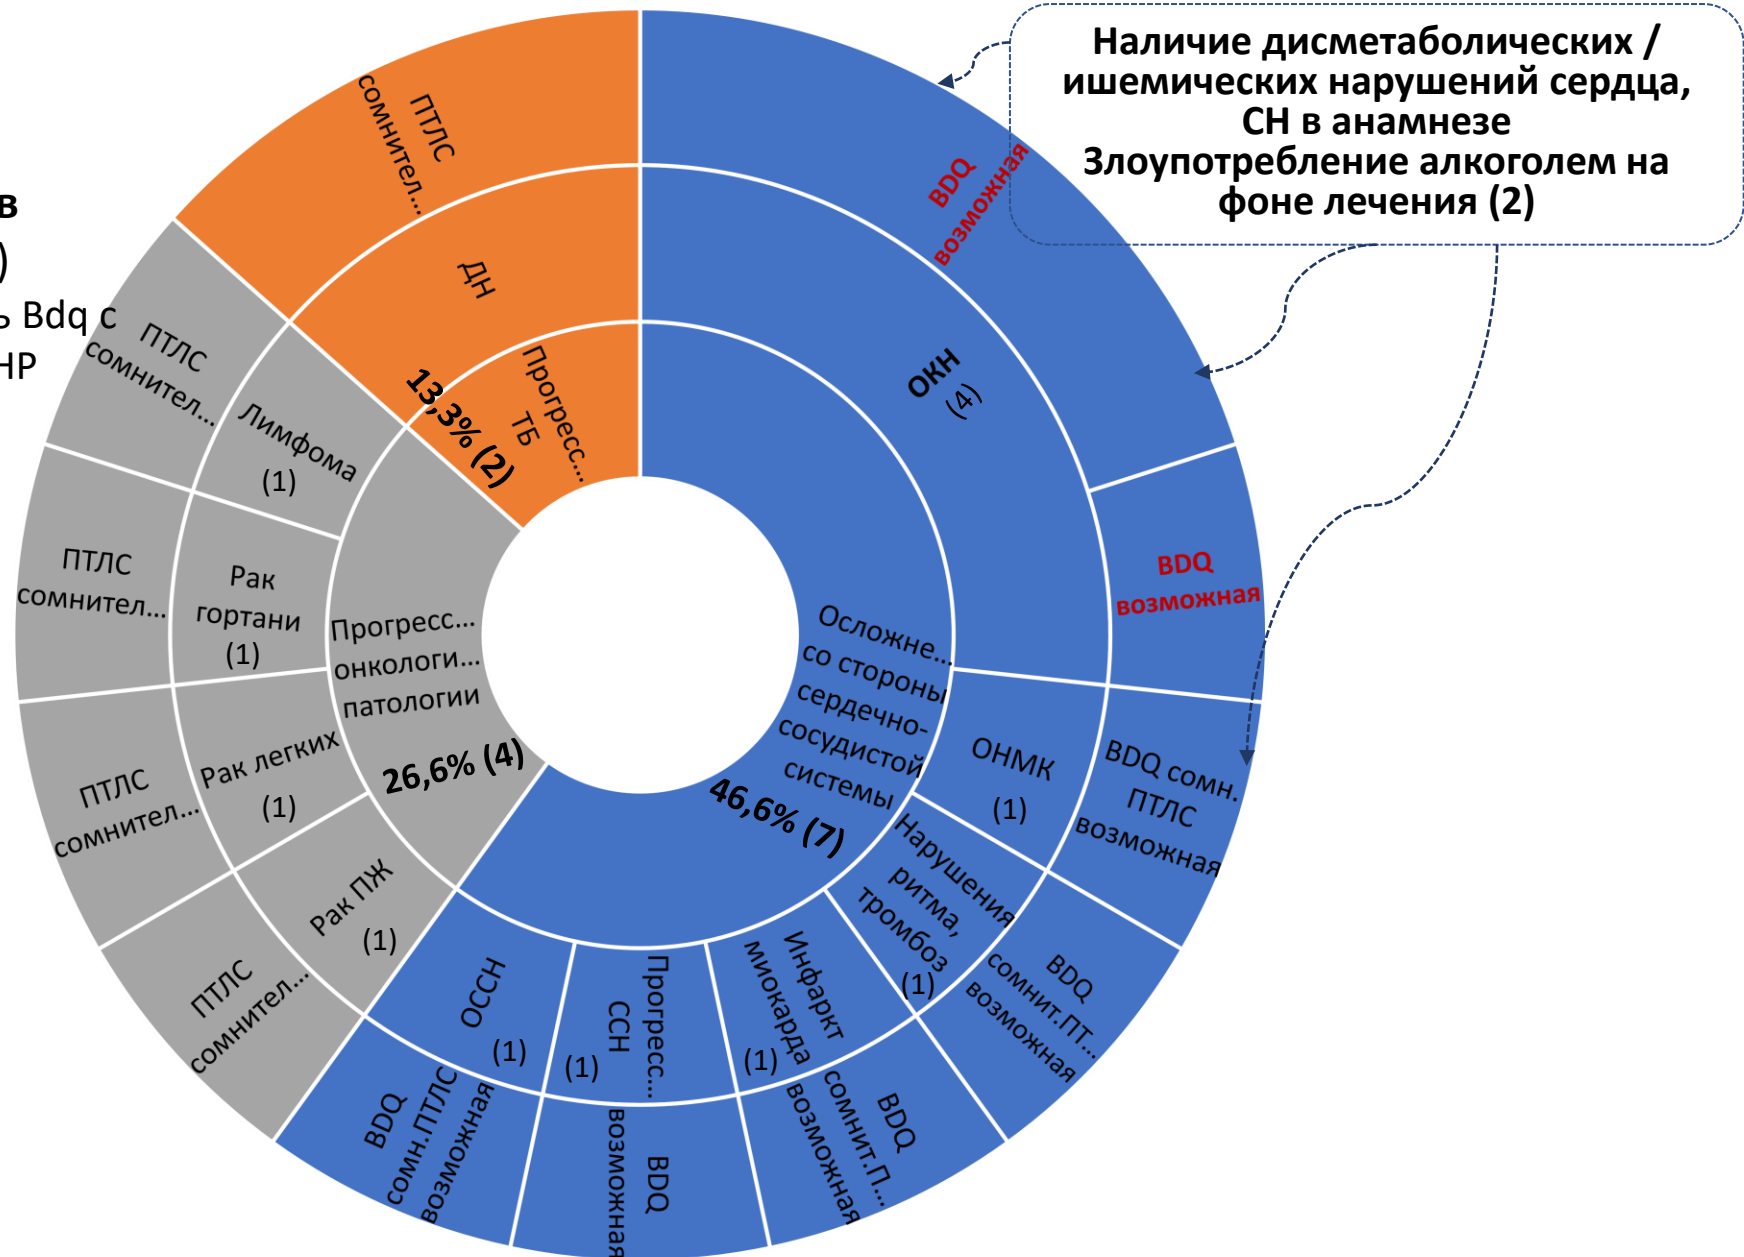 Наличие дисметаболических /
ишемических нарушений сердца,
СН в анамнезе
Злоупотребление алкоголем на
фоне лечения (2)
в
)
ь Bdq с
НР
ПТЛС
сомнител...
ДН
Прогресс...
ТБ
13,3% (2)
BDQ
возможная
ОКН
(4)
BDQ
возможная
Осложне...
со стороны
сердечно-
сосудистой
системы
46,6% (7)
ОНМК
(1)
BDQ сомн.
ПТЛС
возможная
Нарушения
ритма,
тромбоз
(1)
BDQ
сомнит.ПТ...
возможная
Инфаркт
миокарда
(1)
BDQ
сомнит.П...
возможная
Прогресс...
ССН
(1)
BDQ
возможная
ОССН
(1)
BDQ
сомн.ПТЛС
возможная
Прогресс...
онкологи...
патологии
26,6% (4)
Рак ПЖ
(1)
ПТЛС
сомнител...
Рак легких
(1)
ПТЛС
сомнител...
Рак
гортани
(1)
ПТЛС
сомнител...
Лимфома
(1)
ПТЛС
сомнител...